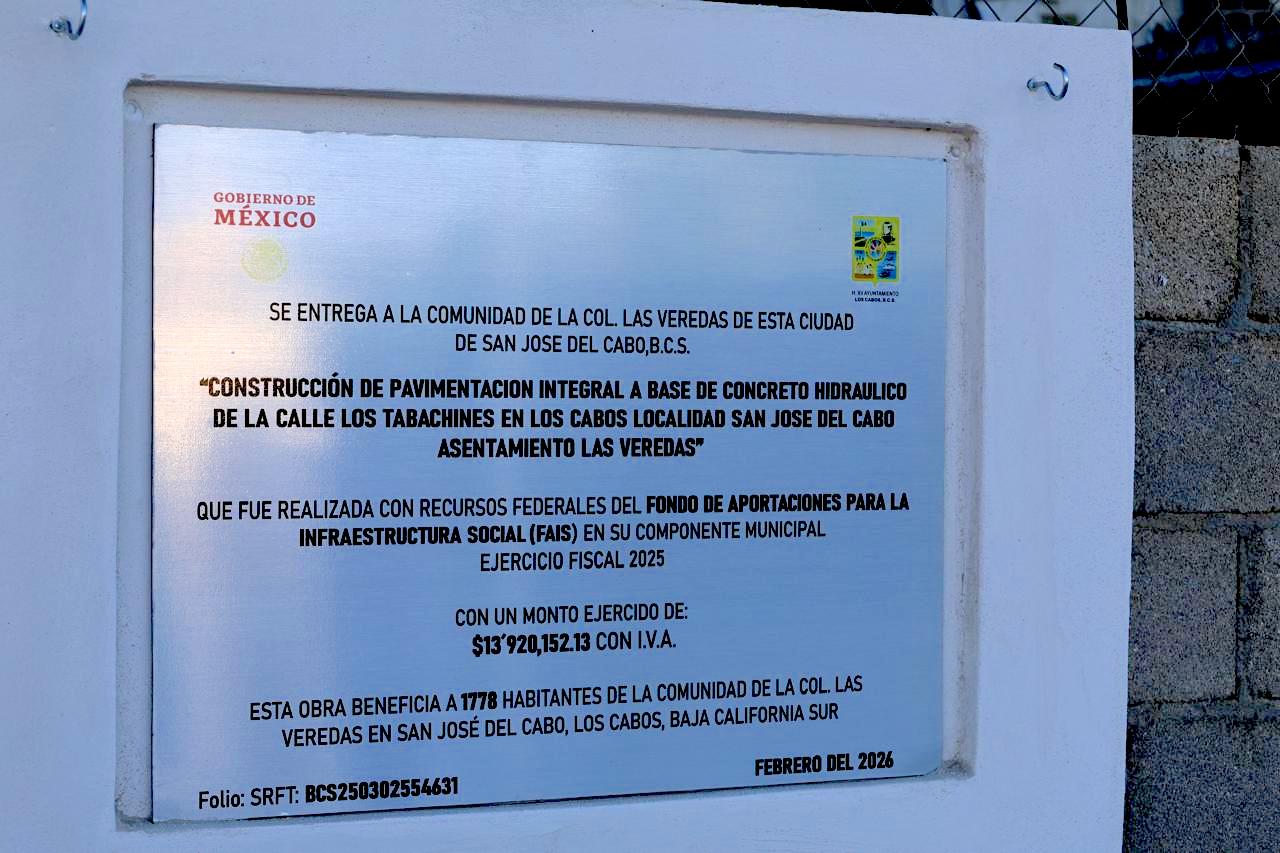 GOBIERNO DE
MÉXICO
H. XV AYUNTAMIENTO
LOS CABOS, B.C.S.
SE ENTREGA A LA COMUNIDAD DE LA COL. LAS VEREDAS DE ESTA CIUDAD
DE SAN JOSE DEL CABO,B.C.S.
“CONSTRUCCIÓN DE PAVIMENTACION INTEGRAL A BASE DE CONCRETO HIDRAULICO
DE LA CALLE LOS TABACHINES EN LOS CABOS LOCALIDAD SAN JOSE DEL CABO
ASENTAMIENTO LAS VEREDAS”
QUE FUE REALIZADA CON RECURSOS FEDERALES DEL FONDO DE APORTACIONES PARA LA
INFRAESTRUCTURA SOCIAL (FAIS) EN SU COMPONENTE MUNICIPAL
EJERCICIO FISCAL 2025
CON UN MONTO EJERCIDO DE:
$13´920,152.13 CON I.V.A.
ESTA OBRA BENEFICIA A 1778 HABITANTES DE LA COMUNIDAD DE LA COL. LAS
VEREDAS EN SAN JOSÉ DEL CABO, LOS CABOS, BAJA CALIFORNIA SUR
FEBRERO DEL 2026
Folio: SRFT: BCS250302554631